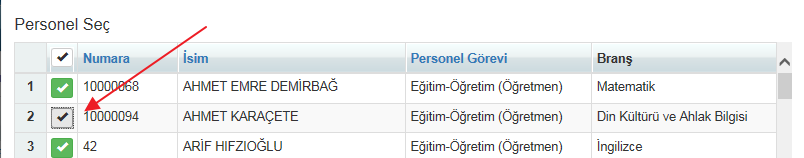 Personel Seç
Numara İsim Personel Görevi Branş
1 10000068 AHMET EMRE DEMİRBAĞ Eğitim-Öğretim (Öğretmen) Matematik
2 10000094 AHMET KARAÇETE Eğitim-Öğretim (Öğretmen) Din Kültürü ve Ahlak Bilgisi
3 42 ARİF HIFZIOĞLU Eğitim-Öğretim (Öğretmen) İngilizce